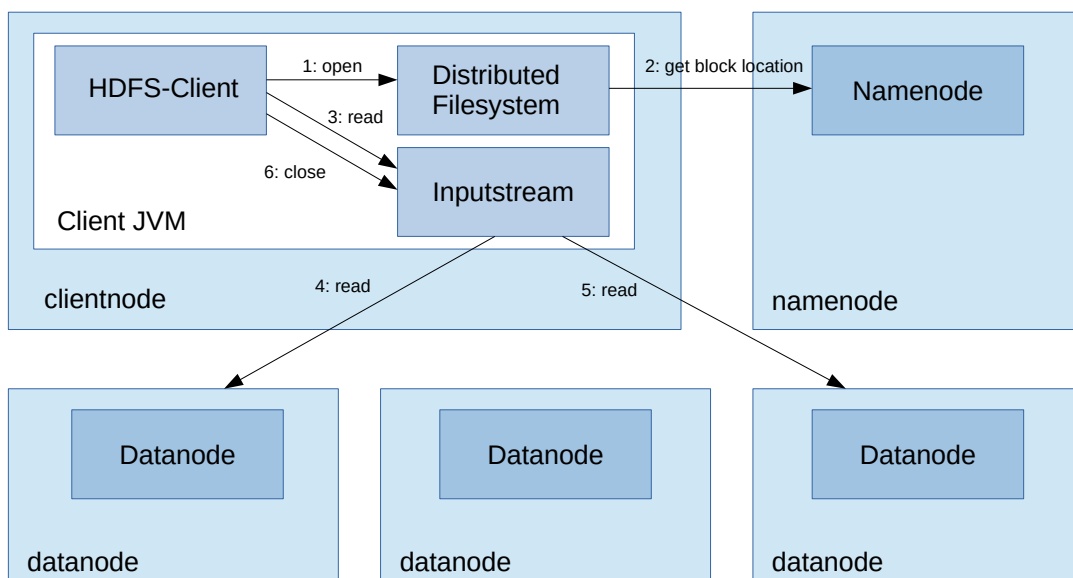 HDFS-Client
1: open
Distributed
Filesystem
2: get block location
Namenode
3: read
6: close
Inputstream
Client JVM
clientnode
4: read
5: read
namenode
Datanode
Datanode
Datanode
datanode
datanode
datanode